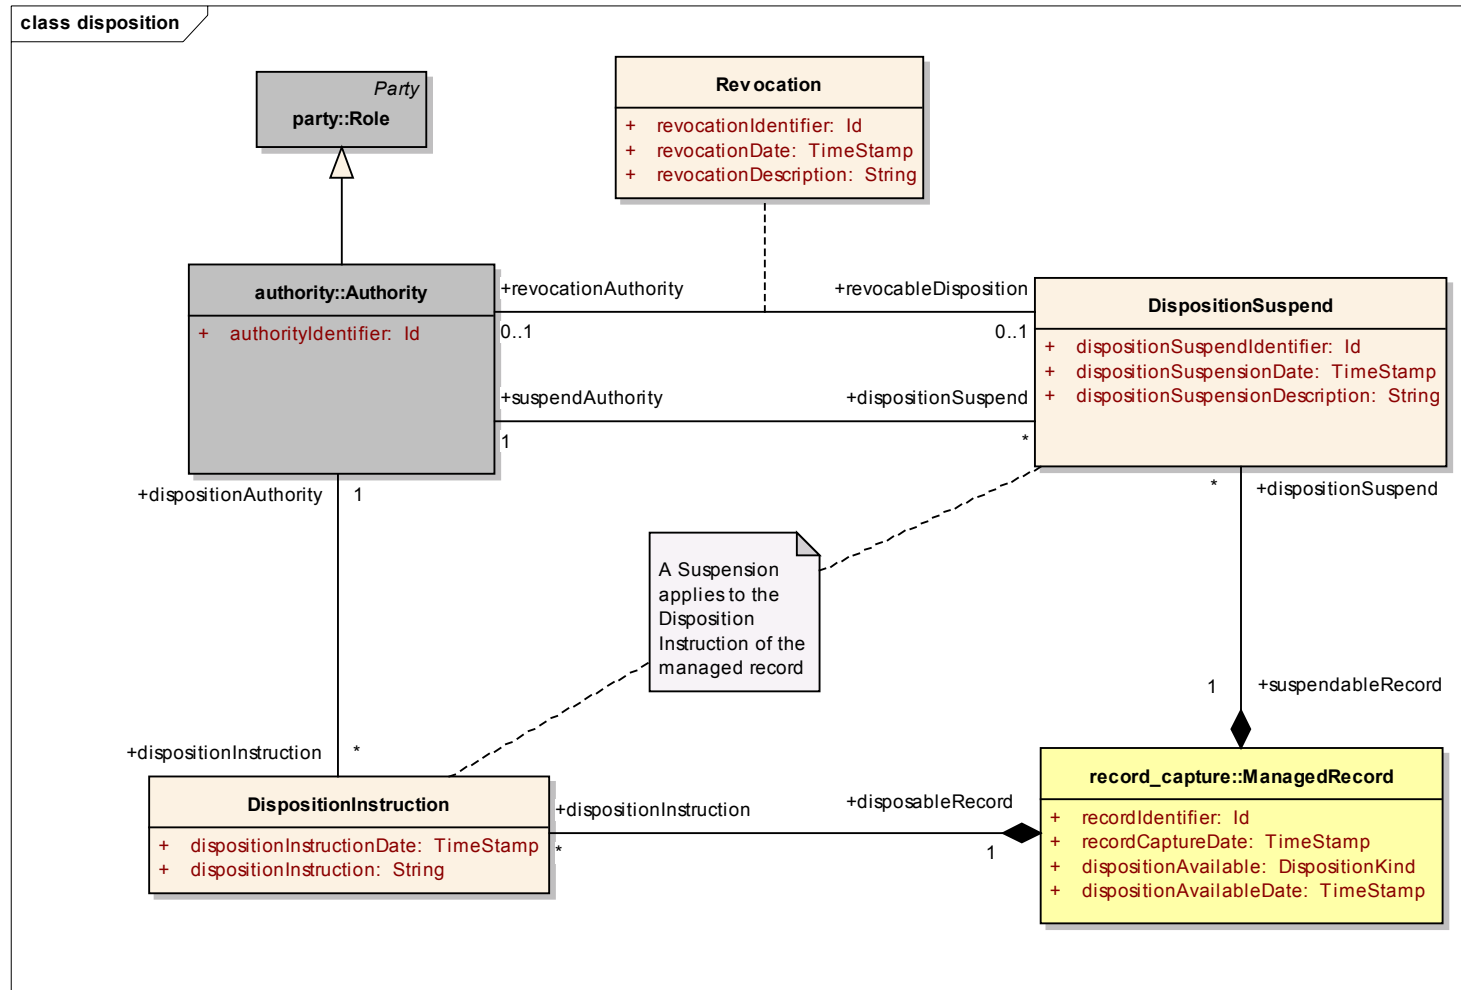 class disposition
Party
party::Role
Revocation
+ revocationIdentifier: Id
+ revocationDate: TimeStamp
+ revocationDescription: String
authority::Authority
+ authorityIdentifier: Id
+revocationAuthority
+revocableDisposition
0..1
0..1
DispositionSuspend
+ dispositionSuspendIdentifier: Id
+ dispositionSuspensionDate: TimeStamp
+ dispositionSuspensionDescription: String
+suspendAuthority
+dispositionSuspend
1
*
+dispositionAuthority
1
*
+dispositionSuspend
A Suspension
applies to the
Disposition
Instruction of the
managed record
1
+suspendableRecord
+dispositionInstruction
*
DispositionInstruction
+ dispositionInstructionDate: TimeStamp
+ dispositionInstruction: String
+dispositionInstruction
*
+disposableRecord
1
record_capture::ManagedRecord
+ recordIdentifier: Id
+ recordCaptureDate: TimeStamp
+ dispositionAvailable: DispositionKind
+ dispositionAvailableDate: TimeStamp